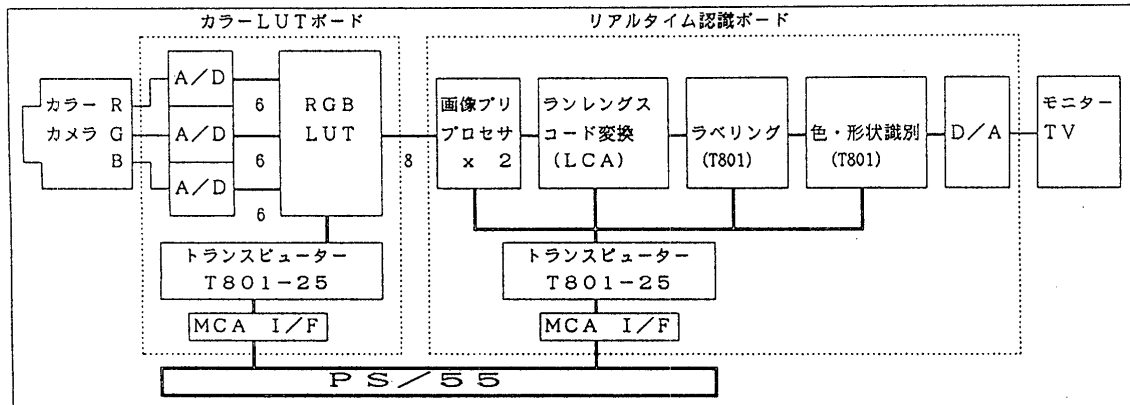 カラーLUTボード
リアルタイム認識ボード
カラー R
カメラ G
B
A/D
A/D
A/D
6
6
6
RGB
LUT
8
画像プリ
プロセサ
x 2
ランレングス
コード変換
(LCA)
ラベリング
(T801)
色・形状識別
(T801)
D/A
モニター
TV
トランスピューター
T801-25
トランスピューター
T801-25
MCA I/F
MCA I/F
PS/55